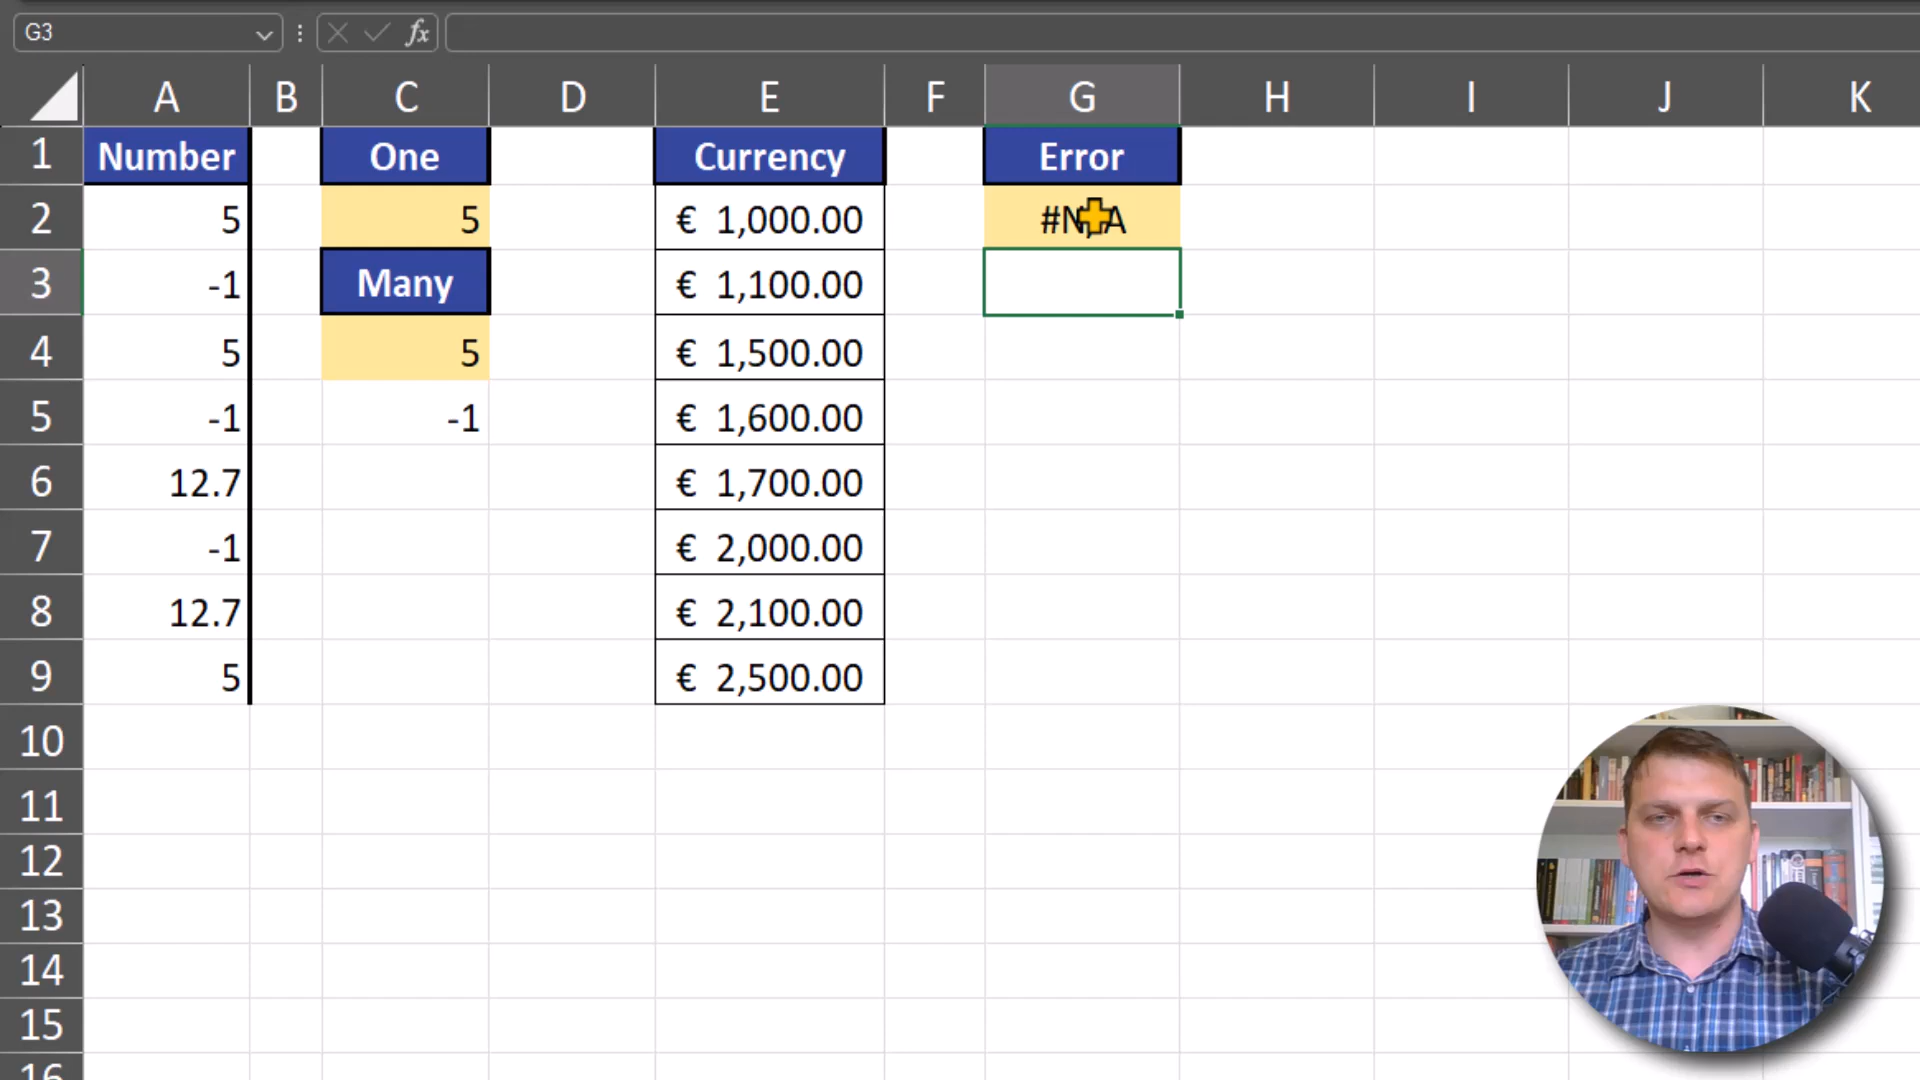 G3
fx
A B C D E F G H I J K
1 Number One Currency Error
2 5 5 € 1,000.00 #N/A
3 -1 Many € 1,100.00
4 5 5 € 1,500.00
5 -1 -1 € 1,600.00
6 12.7 € 1,700.00
7 -1 € 2,000.00
8 12.7 € 2,100.00
9 5 € 2,500.00
10
11
12
13
14
15
16